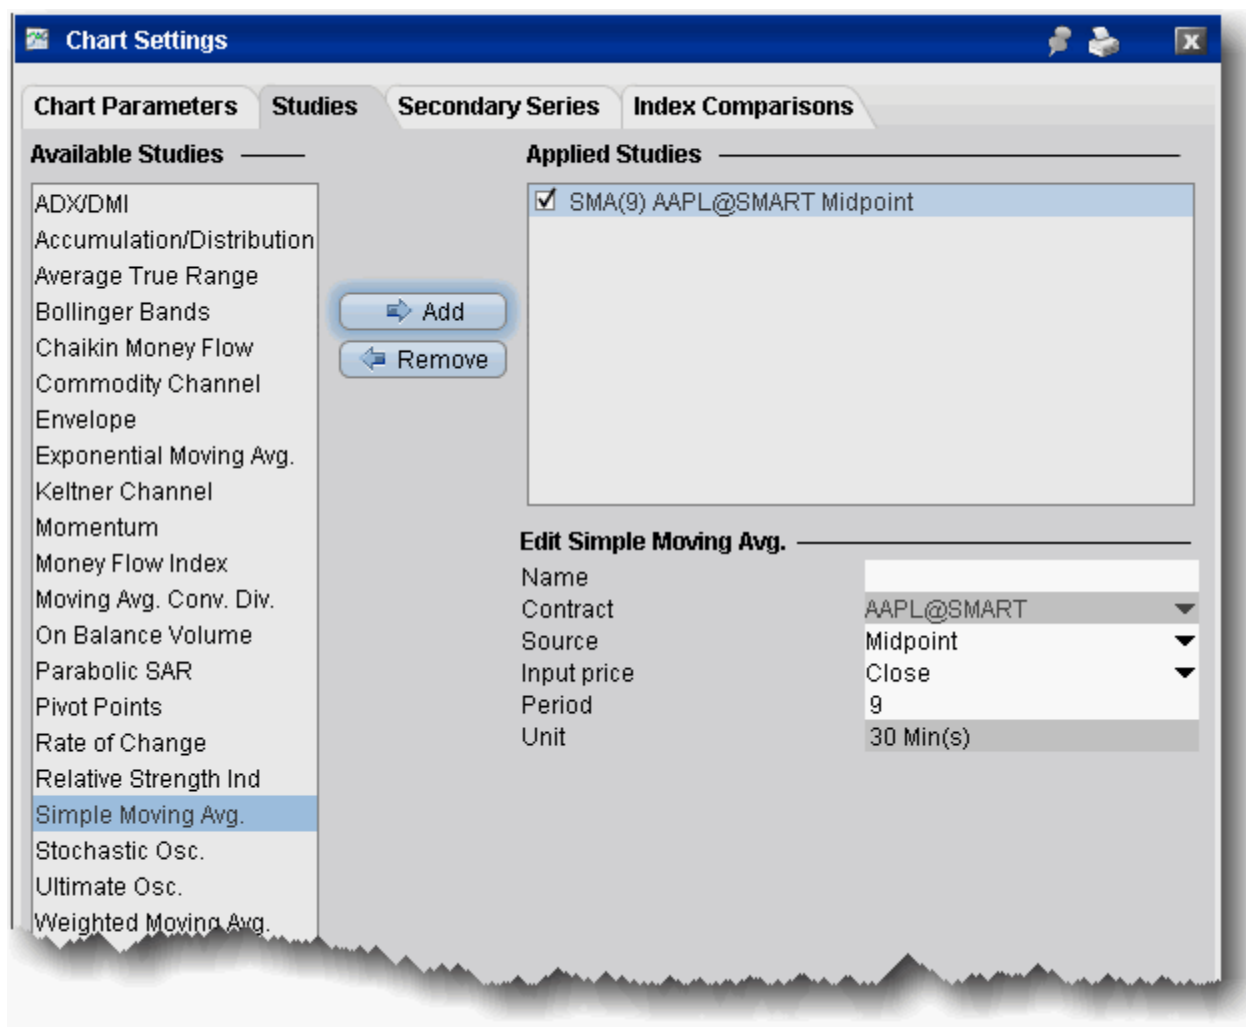 Chart Settings
Chart Parameters
Studies
Secondary Series
Index Comparisons
Available Studies
ADX/DMI
Accumulation/Distribution
Average True Range
Bollinger Bands
Chaikin Money Flow
Commodity Channel
Envelope
Exponential Moving Avg.
Keltner Channel
Momentum
Money Flow Index
Moving Avg. Conv. Div.
On Balance Volume
Parabolic SAR
Pivot Points
Rate of Change
Relative Strength Ind
Simple Moving Avg.
Stochastic Osc.
Ultimate Osc.
Weighted Moving Avg.
Add
Remove
Applied Studies
SMA(9) AAPL@SMART Midpoint
Edit Simple Moving Avg.
Name
Contract AAPL@SMART
Source Midpoint
Input price Close
Period 9
Unit 30 Min(s)